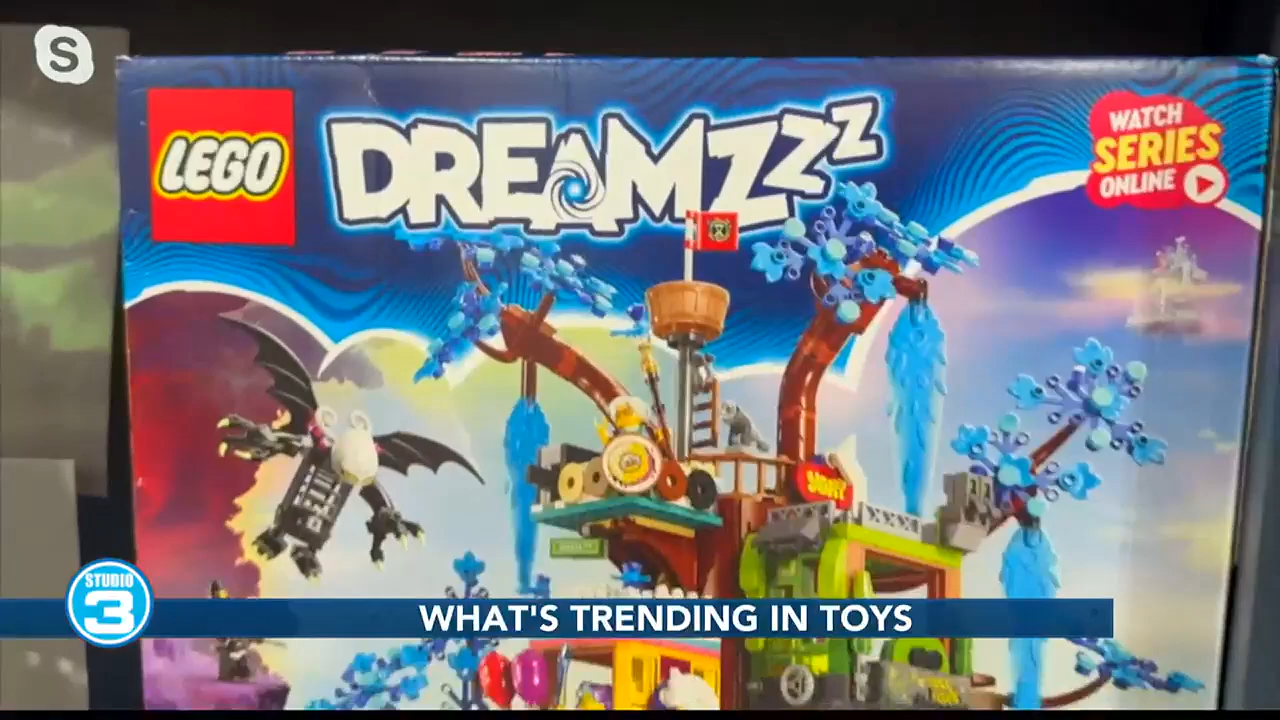 S
LEGO
DREAMZzz
WATCH
SERIES
ONLINE
STUDIO
3
WHAT'S TRENDING IN TOYS